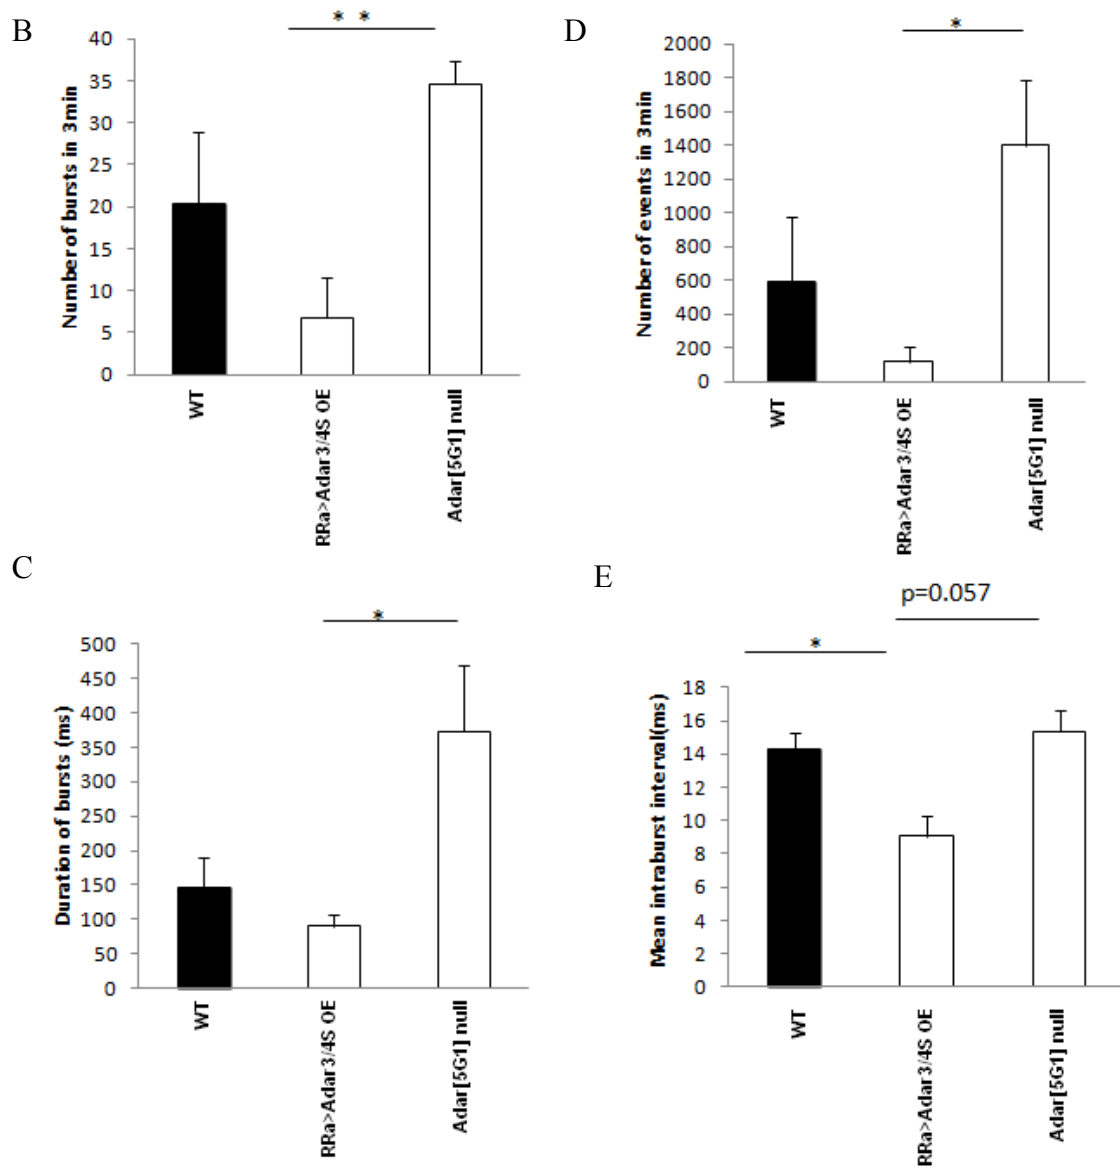 B
* *
Number of bursts in 3min
40
35
30
25
20
15
10
5
0
WT
RRa>Adar3/4S OE
Adar[5G1] null
D
*
Number of events in 3min
2000
1800
1600
1400
1200
1000
800
600
400
200
0
WT
RRa>Adar3/4S OE
Adar[5G1] null
C
*
Duration of bursts (ms)
500
450
400
350
300
250
200
150
100
50
0
WT
RRa>Adar3/4S OE
Adar[5G1] null
E
p=0.057
*
Mean intraburst interval(ms)
18
16
14
12
10
8
6
4
2
0
WT
RRa>Adar3/4S OE
Adar[5G1] null